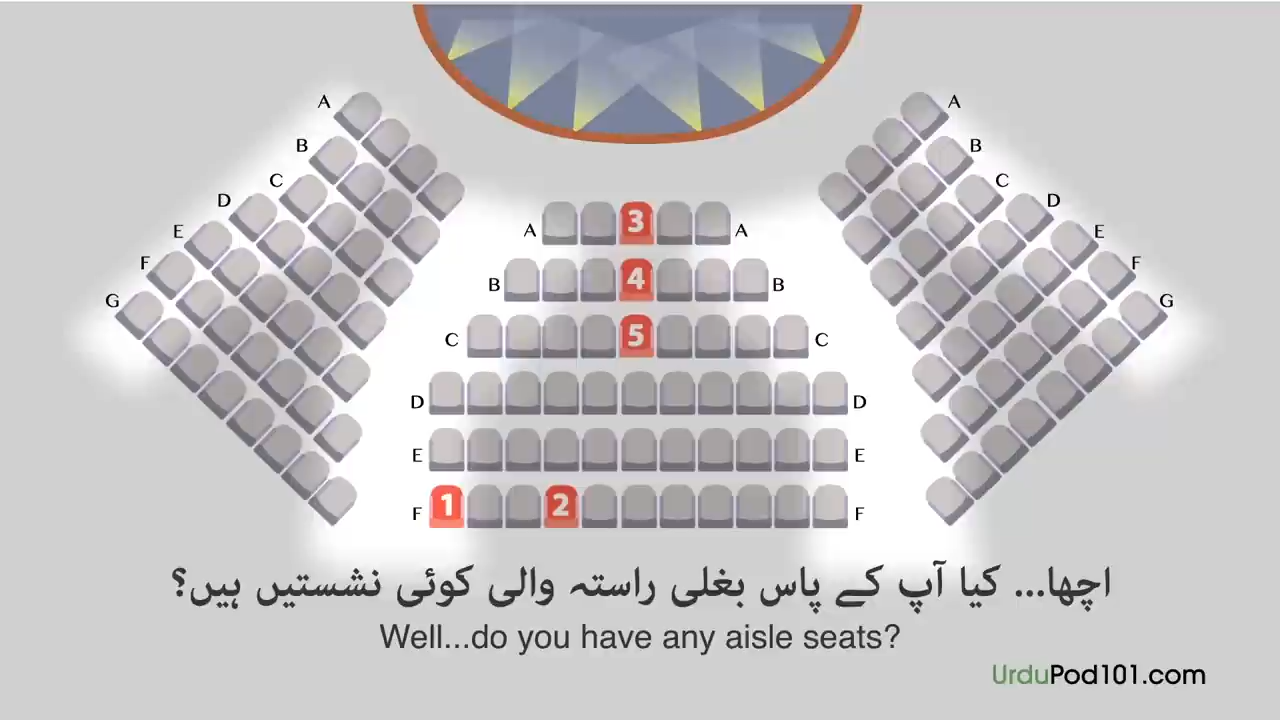 A
A
B
B
C
C
D
D
E
E
F
F
G
G
A 3 A
B 4 B
C 5 C
D D
E E
F 1 2 F
اچھا... کیا آپ کے پاس بغلی راستہ والی کوئی نشستیں ہیں؟
Well...do you have any aisle seats?
UrduPod101.com